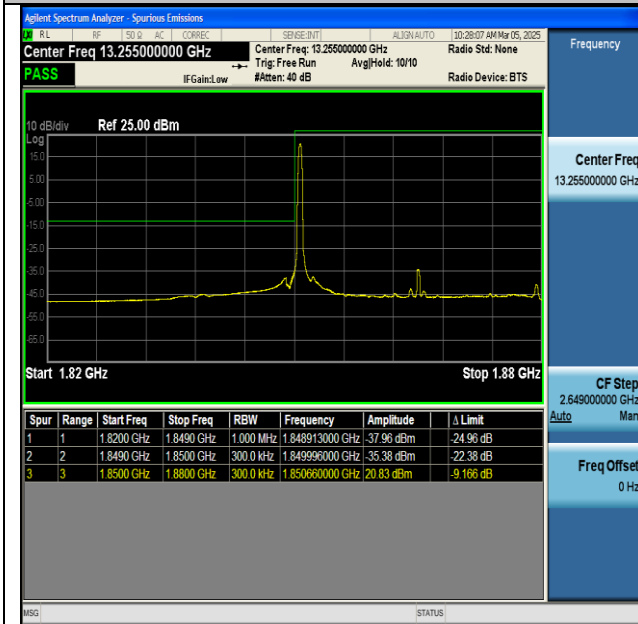 Agilent Spectrum Analyzer - Spurious Emissions
LXI RL RF 50 Ω AC CORREC SENSE:INT ALIGN AUTO 10:28:07 AM Mar 05, 2025
Center Freq 13.255000000 GHz
Center Freq: 13.255000000 GHz
Radio Std: None
Trig: Free Run Avg|Hold: 10/10
PASS
IFGain:Low
#Atten: 40 dB
Radio Device: BTS
Frequency
10 dB/div Ref 25.00 dBm
Log
15.0
5.00
-5.00
-15.0
-25.0
-35.0
-45.0
-55.0
-65.0
Start 1.82 GHz Stop 1.88 GHz
Spur Range Start Freq Stop Freq RBW Frequency Amplitude Δ Limit
1 1 1.8200 GHz 1.8490 GHz 1.000 MHz 1.848913000 GHz -37.96 dBm -24.96 dB
2 2 1.8490 GHz 1.8500 GHz 300.0 kHz 1.849996000 GHz -35.38 dBm -22.38 dB
3 3 1.8500 GHz 1.8800 GHz 300.0 kHz 1.850660000 GHz 20.83 dBm -9.166 dB
Center Freq
13.255000000 GHz
CF Step
2.649000000 GHz
Auto Man
Freq Offset
0 Hz
MSG STATUS